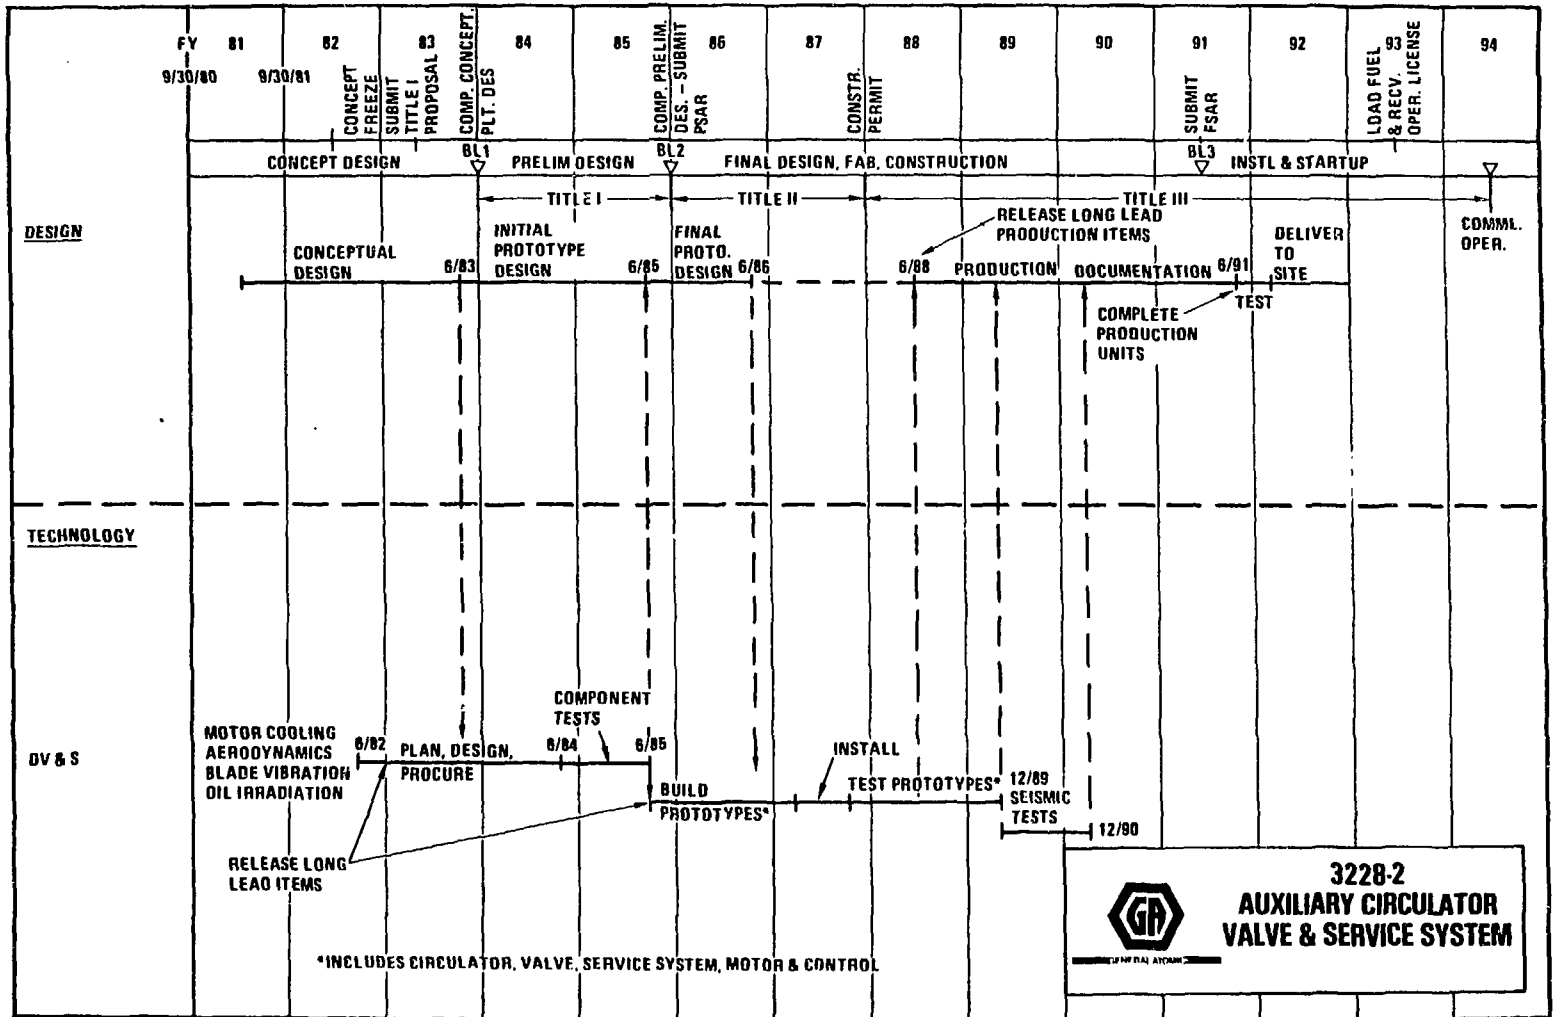 FY 81 82 83 84 85 86 87 88 89 90 91 92 93 94
9/30/80 9/30/81
CONCEPT
FREEZE
SUBMIT
TITLE I
PROPOSAL
COMP. CONCEPT.
PLT. DES
COMP. PRELIM.
DES. – SUBMIT
PSAR
CONSTR.
PERMIT
SUBMIT
FSAR
LOAD FUEL
& RECV.
OPER. LICENSE
BL1 BL2 BL3
CONCEPT DESIGN PRELIM DESIGN FINAL DESIGN, FAB, CONSTRUCTION INSTL & STARTUP
TITLE I TITLE II TITLE III
COMML.
OPER.
DESIGN
CONCEPTUAL
DESIGN
6/83
INITIAL
PROTOTYPE
DESIGN
6/85
FINAL
PROTO.
DESIGN 6/86
RELEASE LONG LEAD
PRODUCTION ITEMS
6/88 PRODUCTION DOCUMENTATION 6/91
DELIVER
TO
SITE
TEST
COMPLETE
PRODUCTION
UNITS
TECHNOLOGY
DV & S
MOTOR COOLING
AERODYNAMICS
BLADE VIBRATION
OIL IRRADIATION
6/82 PLAN, DESIGN,
PROCURE
6/84
COMPONENT
TESTS
6/85
BUILD
PROTOTYPES*
INSTALL
TEST PROTOTYPES*
12/89
SEISMIC
TESTS
12/90
RELEASE LONG
LEAD ITEMS
*INCLUDES CIRCULATOR, VALVE, SERVICE SYSTEM, MOTOR & CONTROL
GA
GENERAL ATOMIC
3228-2
AUXILIARY CIRCULATOR
VALVE & SERVICE SYSTEM